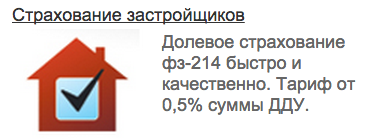 Страхование застройщиков
Долевое страхование
фз-214 быстро и
качественно. Тариф от
0,5% суммы ДДУ.